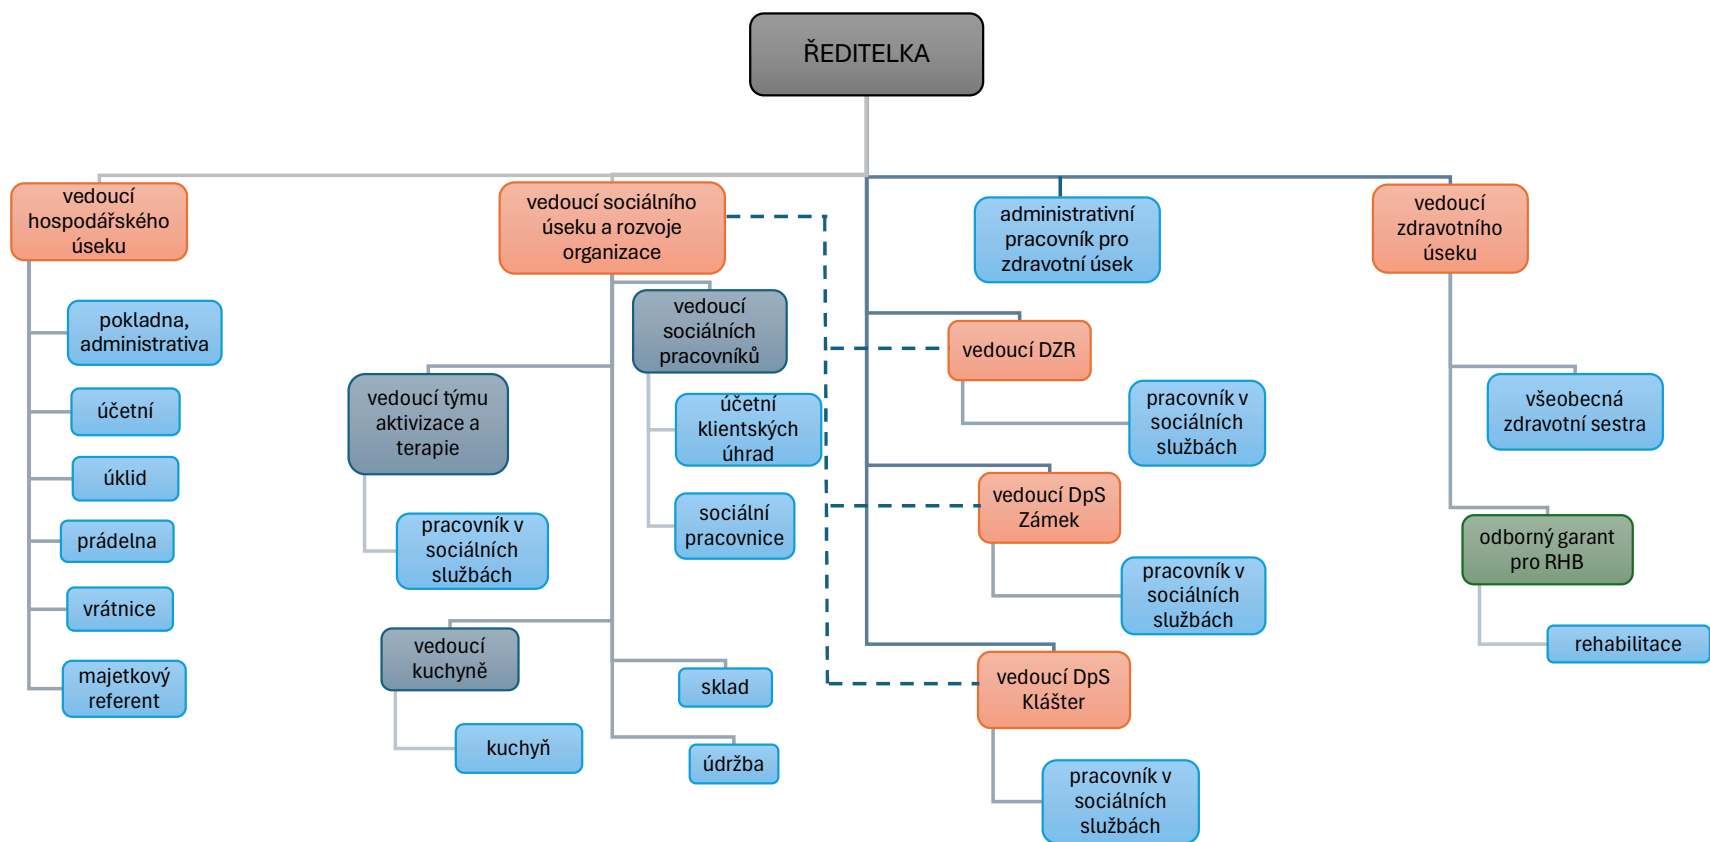 ŘEDITELKA
vedoucí
hospodářského
úseku
vedoucí sociálního
úseku a rozvoje
organizace
administrativní
pracovník pro
zdravotní úsek
vedoucí
zdravotního
úseku
pokladna,
administrativa
účetní
úklid
prádelna
vrátnice
majetkový
referent
vedoucí
sociálních
pracovníků
účetní
klientských
úhrad
sociální
pracovnice
vedoucí týmu
aktivizace a
terapie
pracovník v
sociálních
službách
vedoucí
kuchyně
kuchyň
sklad
údržba
vedoucí DZR
pracovník v
sociálních
službách
vedoucí DpS
Zámek
pracovník v
sociálních
službách
vedoucí DpS
Klášter
pracovník v
sociálních
službách
všeobecná
zdravotní sestra
odborný garant
pro RHB
rehabilitace